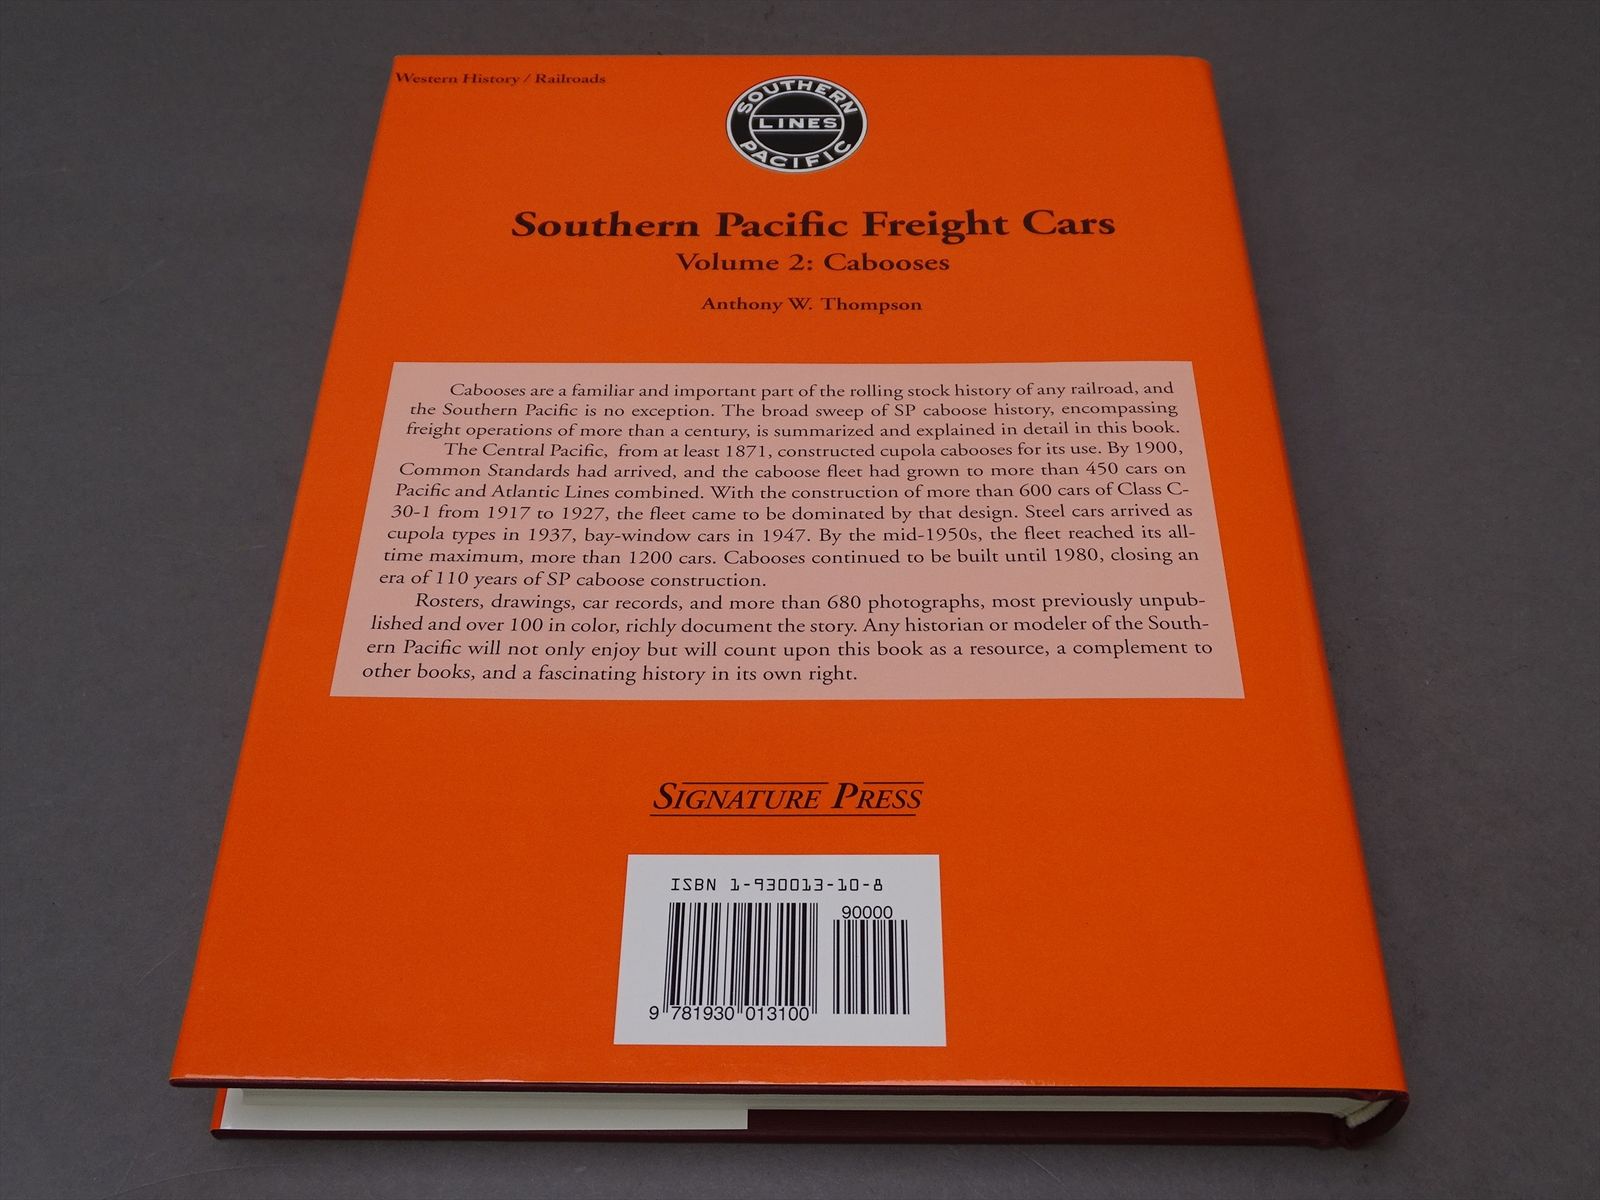 Western History / Railroads
SOUTHERN
LINES
PACIFIC
Southern Pacific Freight Cars
Volume 2: Cabooses
Anthony W. Thompson
Cabooses are a familiar and important part of the rolling stock history of any railroad, and
the Southern Pacific is no exception. The broad sweep of SP caboose history, encompassing
freight operations of more than a century, is summarized and explained in detail in this book.
The Central Pacific, from at least 1871, constructed cupola cabooses for its use. By 1900,
Common Standards had arrived, and the caboose fleet had grown to more than 450 cars on
Pacific and Atlantic Lines combined. With the construction of more than 600 cars of Class C-
30-1 from 1917 to 1927, the fleet came to be dominated by that design. Steel cars arrived as
cupola types in 1937, bay-window cars in 1947. By the mid-1950s, the fleet reached its all-
time maximum, more than 1200 cars. Cabooses continued to be built until 1980, closing an
era of 110 years of SP caboose construction.
Rosters, drawings, car records, and more than 680 photographs, most previously unpub-
lished and over 100 in color, richly document the story. Any historian or modeler of the South-
ern Pacific will not only enjoy but will count upon this book as a resource, a complement to
other books, and a fascinating history in its own right.
SIGNATURE PRESS
ISBN 1-930013-10-8
90000
9 781930 013100